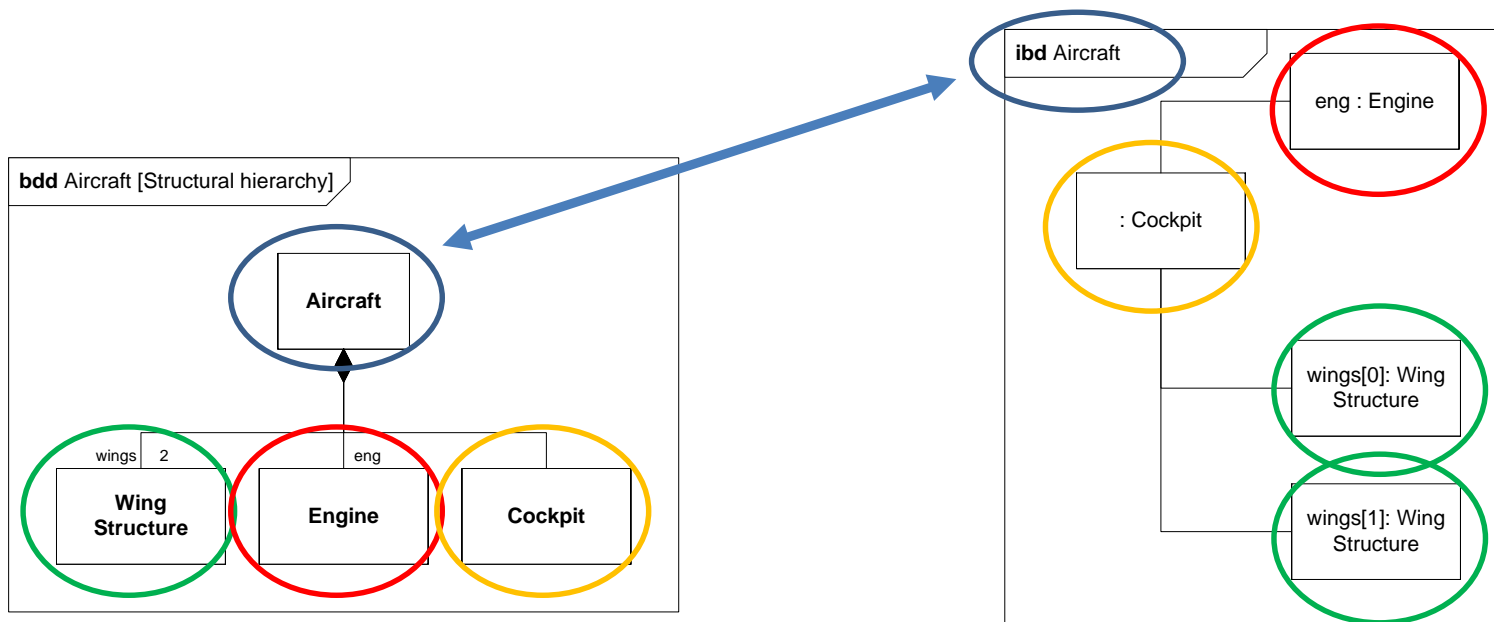 bdd Aircraft [Structural hierarchy]
Aircraft
wings 2
eng
Wing
Structure
Engine
Cockpit
ibd Aircraft
eng : Engine
: Cockpit
wings[0]: Wing
Structure
wings[1]: Wing
Structure